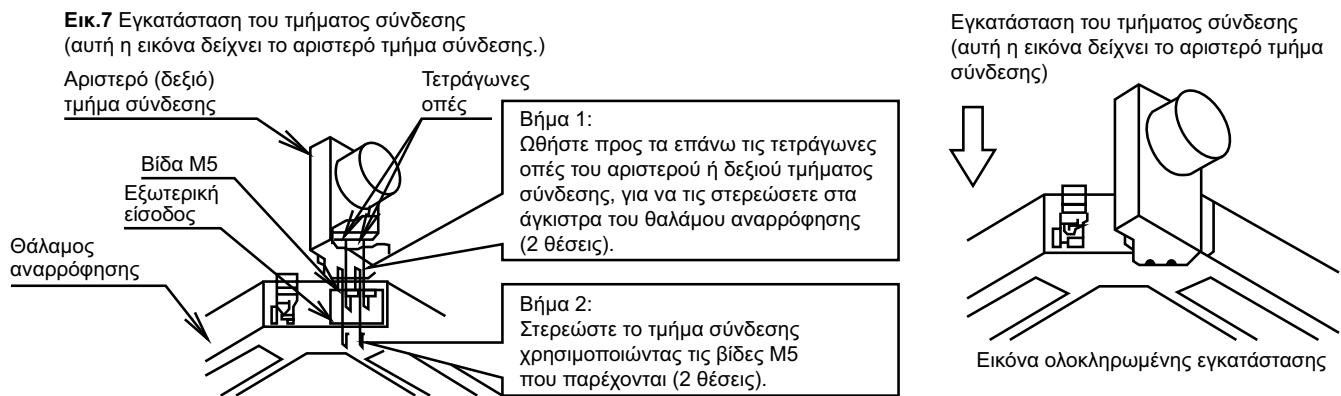 Εικ.7 Εγκατάσταση του τμήματος σύνδεσης
(αυτή η εικόνα δείχνει το αριστερό τμήμα σύνδεσης.)
Αριστερό (δεξιό)
τμήμα σύνδεσης
Τετράγωνες
οπές
Βίδα M5
Εξωτερική
είσοδος
Θάλαμος
αναρρόφησης
Βήμα 1:
Ωθήστε προς τα επάνω τις τετράγωνες
οπές του αριστερού ή δεξιού τμήματος
σύνδεσης, για να τις στερεώσετε στα
άγκιστρα του θαλάμου αναρρόφησης
(2 θέσεις).
Βήμα 2:
Στερεώστε το τμήμα σύνδεσης
χρησιμοποιώντας τις βίδες M5
που παρέχονται (2 θέσεις).
Εγκατάσταση του τμήματος σύνδεσης
(αυτή η εικόνα δείχνει το αριστερό τμήμα
σύνδεσης)
Εικόνα ολοκληρωμένης εγκατάστασης